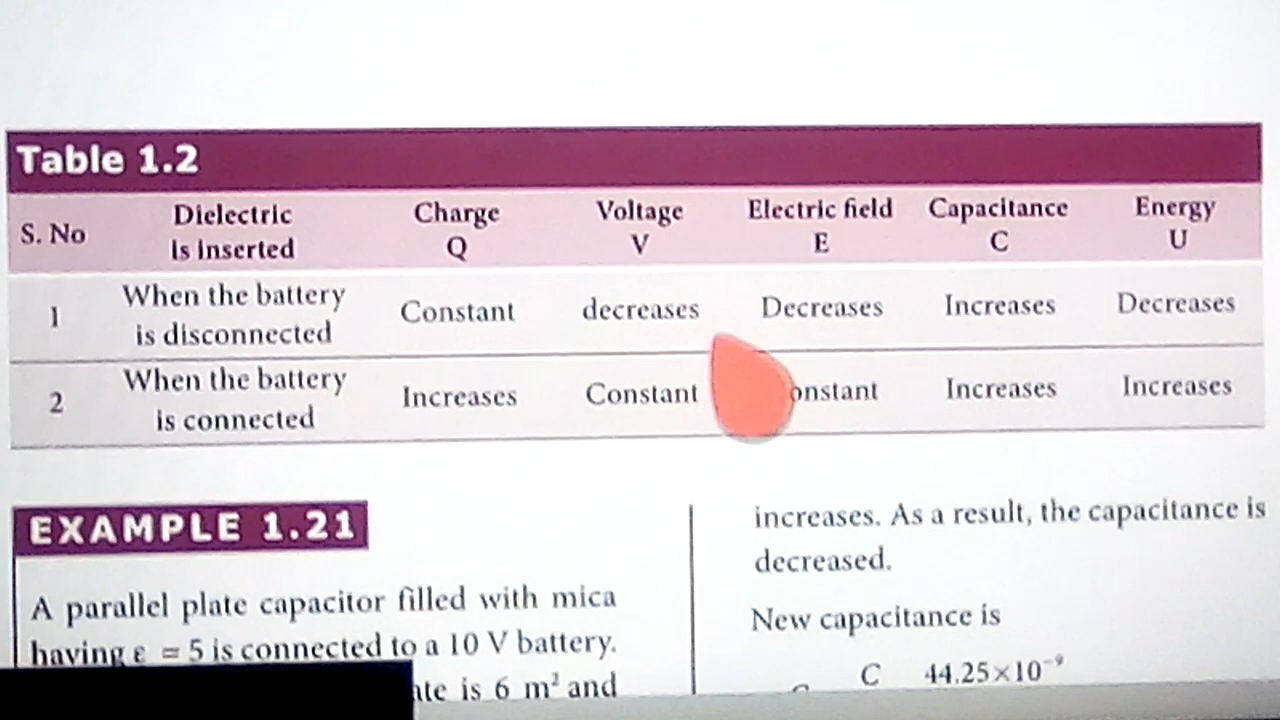 Table 1.2
S. No Dielectric is inserted Charge Q Voltage V Electric field E Capacitance C Energy U
1 When the battery is disconnected Constant decreases Decreases Increases Decreases
2 When the battery is connected Increases Constant onstant Increases Increases
EXAMPLE 1.21
A parallel plate capacitor filled with mica
having ε = 5 is connected to a 10 V battery.
is 6 m² and
increases. As a result, the capacitance is
decreased.
New capacitance is
C 44.25×10⁻⁹